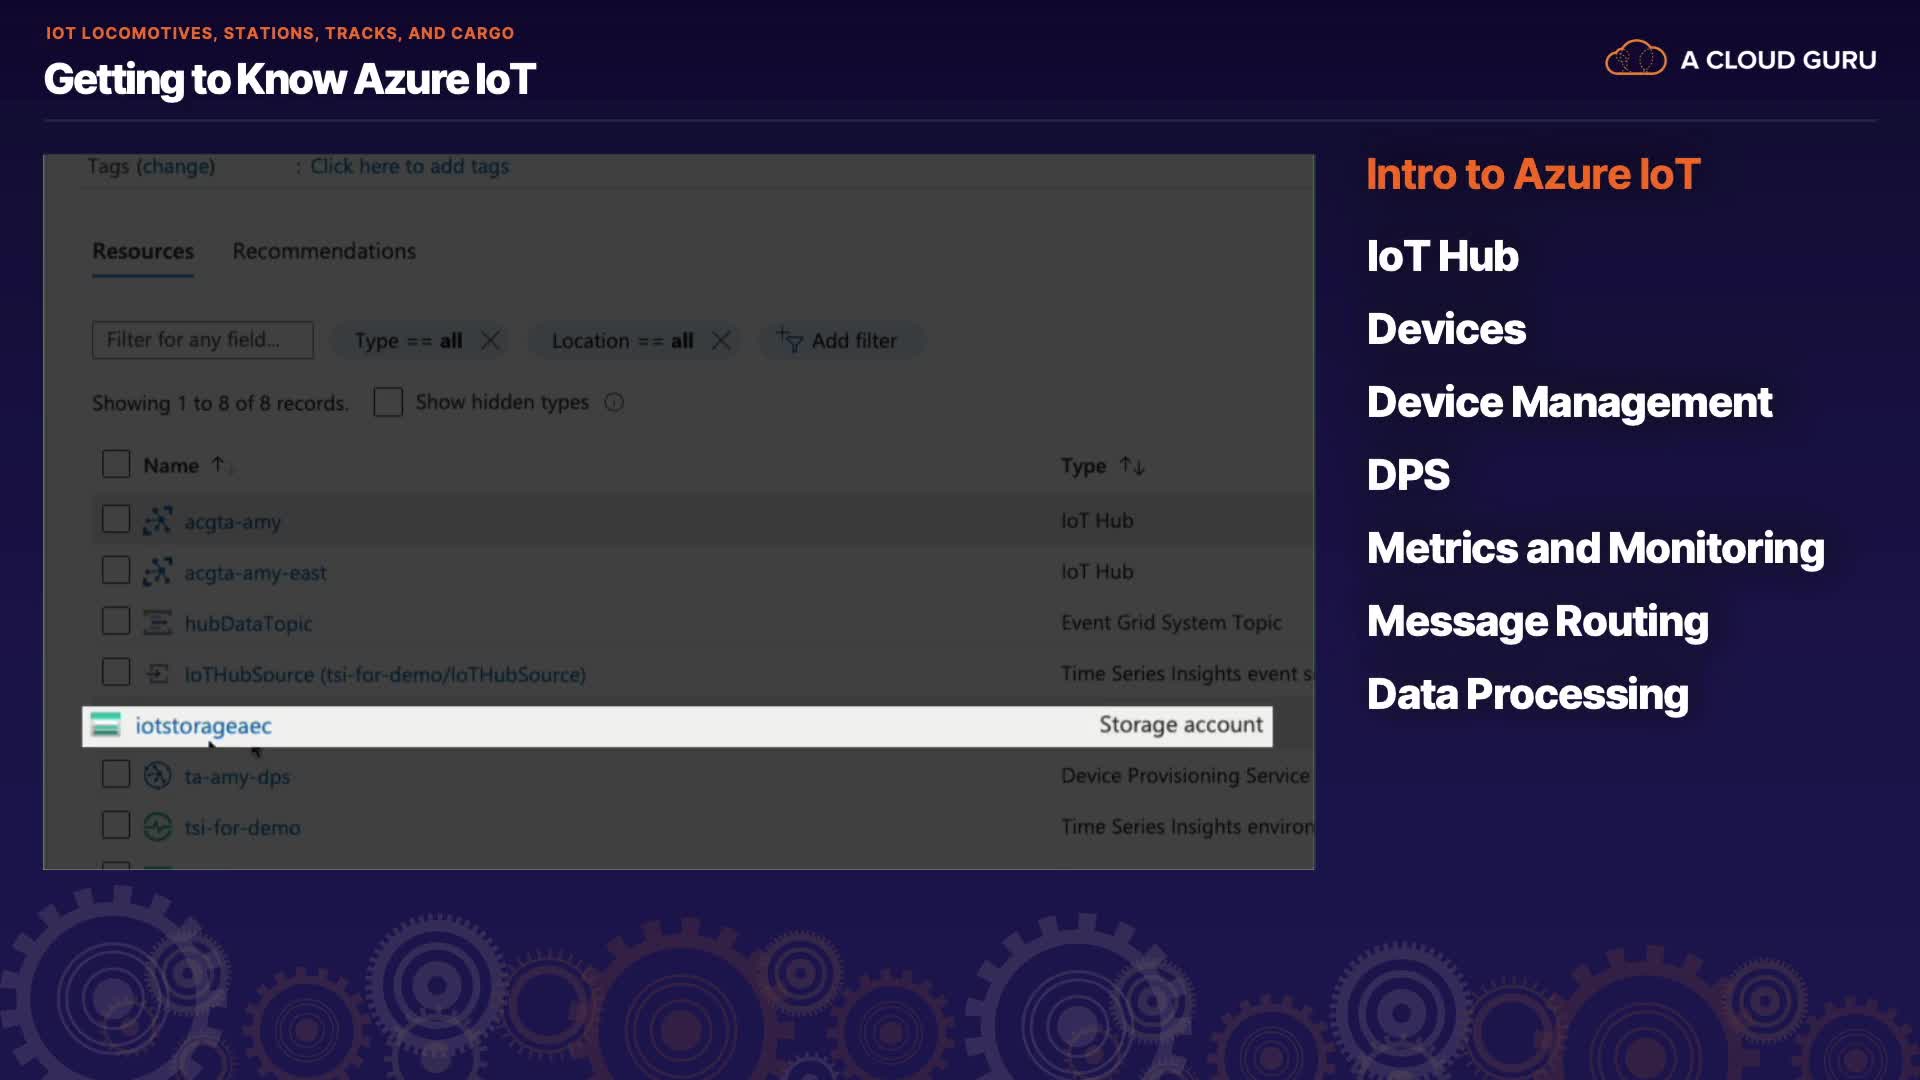 IOT LOCOMOTIVES, STATIONS, TRACKS, AND CARGO
Getting to Know Azure IoT
A CLOUD GURU
Tags (change) : Click here to add tags
Resources Recommendations
Filter for any field... Type == all Location == all Add filter
Showing 1 to 8 of 8 records. Show hidden types
Name Type
acgta-amy IoT Hub
acgta-amy-east IoT Hub
hubDataTopic Event Grid System Topic
IoTHubSource (tsi-for-demo/IoTHubSource) Time Series Insights event s
iotstorageaec Storage account
ta-amy-dps Device Provisioning Service
tsi-for-demo Time Series Insights environ
Intro to Azure IoT
IoT Hub
Devices
Device Management
DPS
Metrics and Monitoring
Message Routing
Data Processing